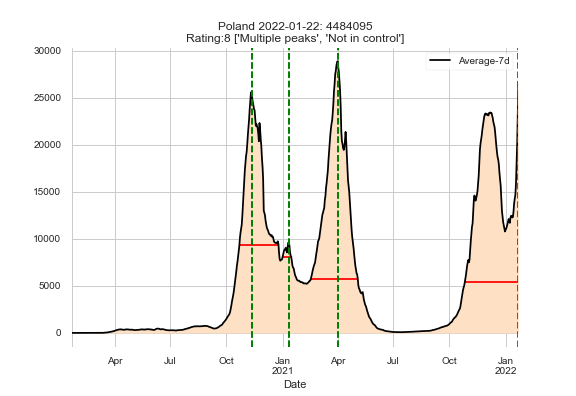 Poland 2022-01-22: 4484095
Rating:8 ['Multiple peaks', 'Not in control']
Average-7d
30000
25000
20000
15000
10000
5000
0
Apr Jul Oct Jan Apr Jul Oct Jan
2021 2022
Date